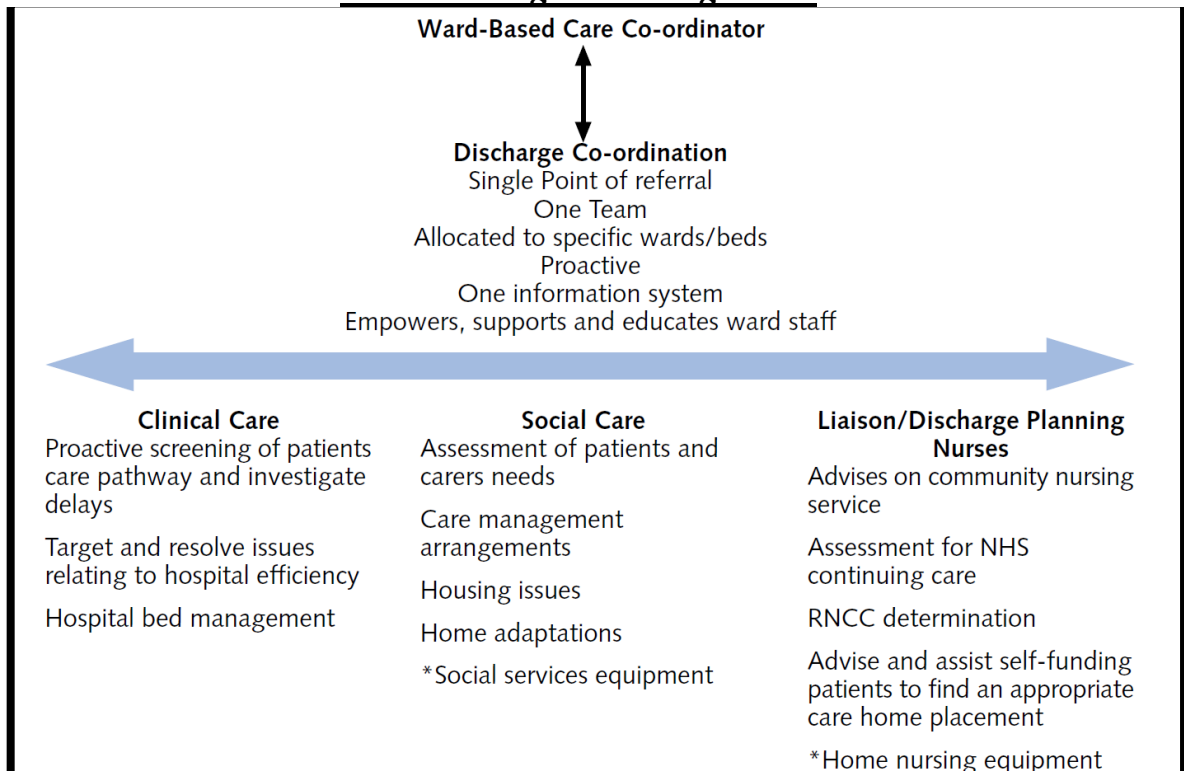 Ward-Based Care Co-ordinator
Discharge Co-ordination
Single Point of referral
One Team
Allocated to specific wards/beds
Proactive
One information system
Empowers, supports and educates ward staff
Clinical Care
Proactive screening of patients
care pathway and investigate
delays
Target and resolve issues
relating to hospital efficiency
Hospital bed management
Social Care
Assessment of patients and
carers needs
Care management
arrangements
Housing issues
Home adaptations
*Social services equipment
Liaison/Discharge Planning
Nurses
Advises on community nursing
service
Assessment for NHS
continuing care
RNCC determination
Advise and assist self-funding
patients to find an appropriate
care home placement
*Home nursing equipment